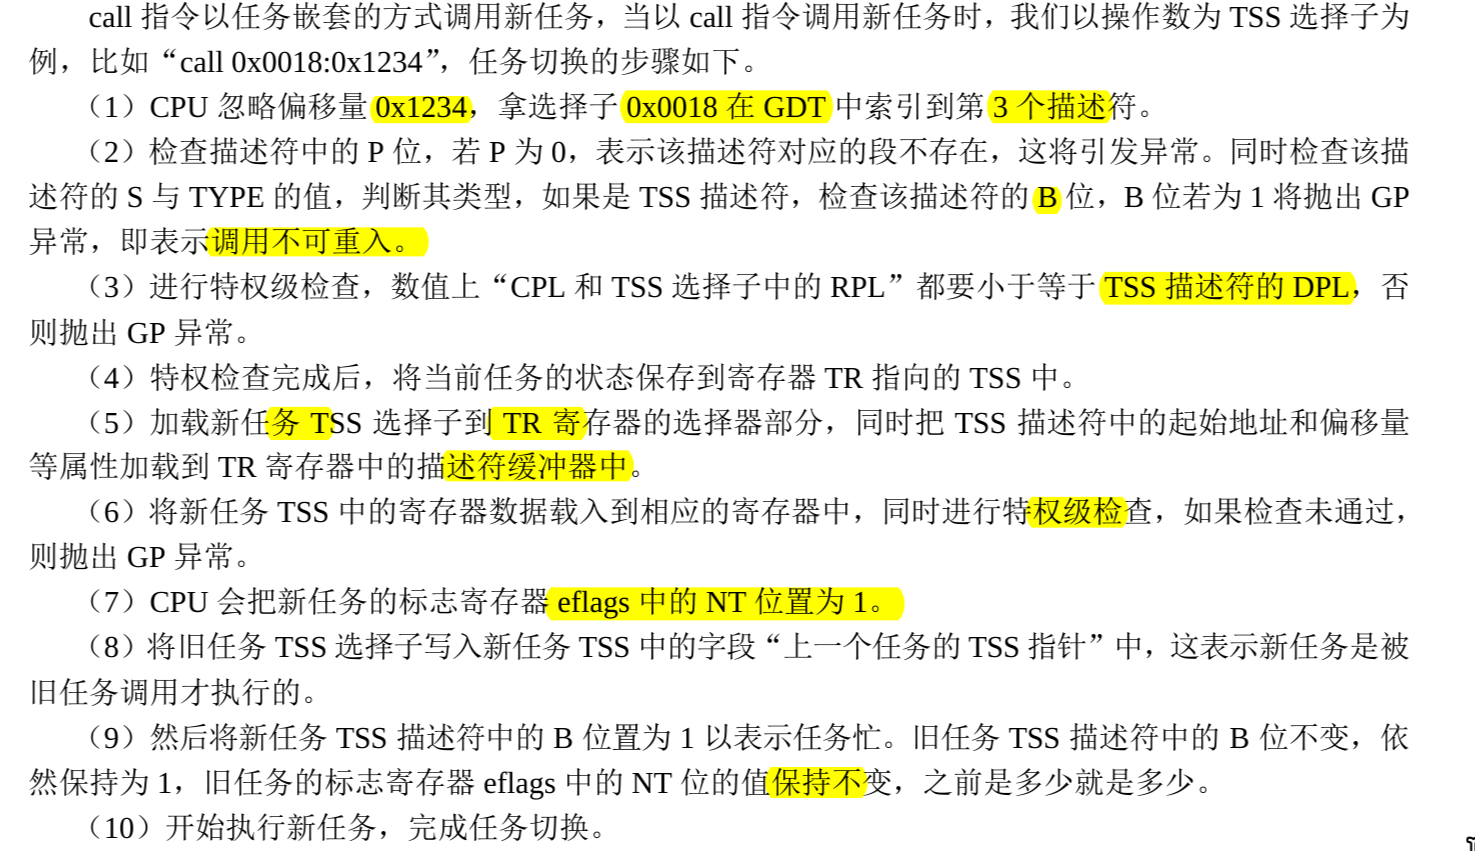 call 指令以任务嵌套的方式调用新任务，当以 call 指令调用新任务时，我们以操作数为 TSS 选择子为
例，比如“call 0x0018:0x1234”，任务切换的步骤如下。
（1）CPU 忽略偏移量 0x1234，拿选择子 0x0018 在 GDT 中索引到第 3 个描述符。
（2）检查描述符中的 P 位，若 P 为 0，表示该描述符对应的段不存在，这将引发异常。同时检查该描
述符的 S 与 TYPE 的值，判断其类型，如果是 TSS 描述符，检查该描述符的 B 位，B 位若为 1 将抛出 GP
异常，即表示调用不可重入。
（3）进行特权级检查，数值上“CPL 和 TSS 选择子中的 RPL”都要小于等于 TSS 描述符的 DPL，否
则抛出 GP 异常。
（4）特权检查完成后，将当前任务的状态保存到寄存器 TR 指向的 TSS 中。
（5）加载新任务 TSS 选择子到 TR 寄存器的选择器部分，同时把 TSS 描述符中的起始地址和偏移量
等属性加载到 TR 寄存器中的描述符缓冲器中。
（6）将新任务 TSS 中的寄存器数据载入到相应的寄存器中，同时进行特权级检查，如果检查未通过，
则抛出 GP 异常。
（7）CPU 会把新任务的标志寄存器 eflags 中的 NT 位置为 1。
（8）将旧任务 TSS 选择子写入新任务 TSS 中的字段“上一个任务的 TSS 指针”中，这表示新任务是被
旧任务调用才执行的。
（9）然后将新任务 TSS 描述符中的 B 位置为 1 以表示任务忙。旧任务 TSS 描述符中的 B 位不变，依
然保持为 1，旧任务的标志寄存器 eflags 中的 NT 位的值保持不变，之前是多少就是多少。
（10）开始执行新任务，完成任务切换。